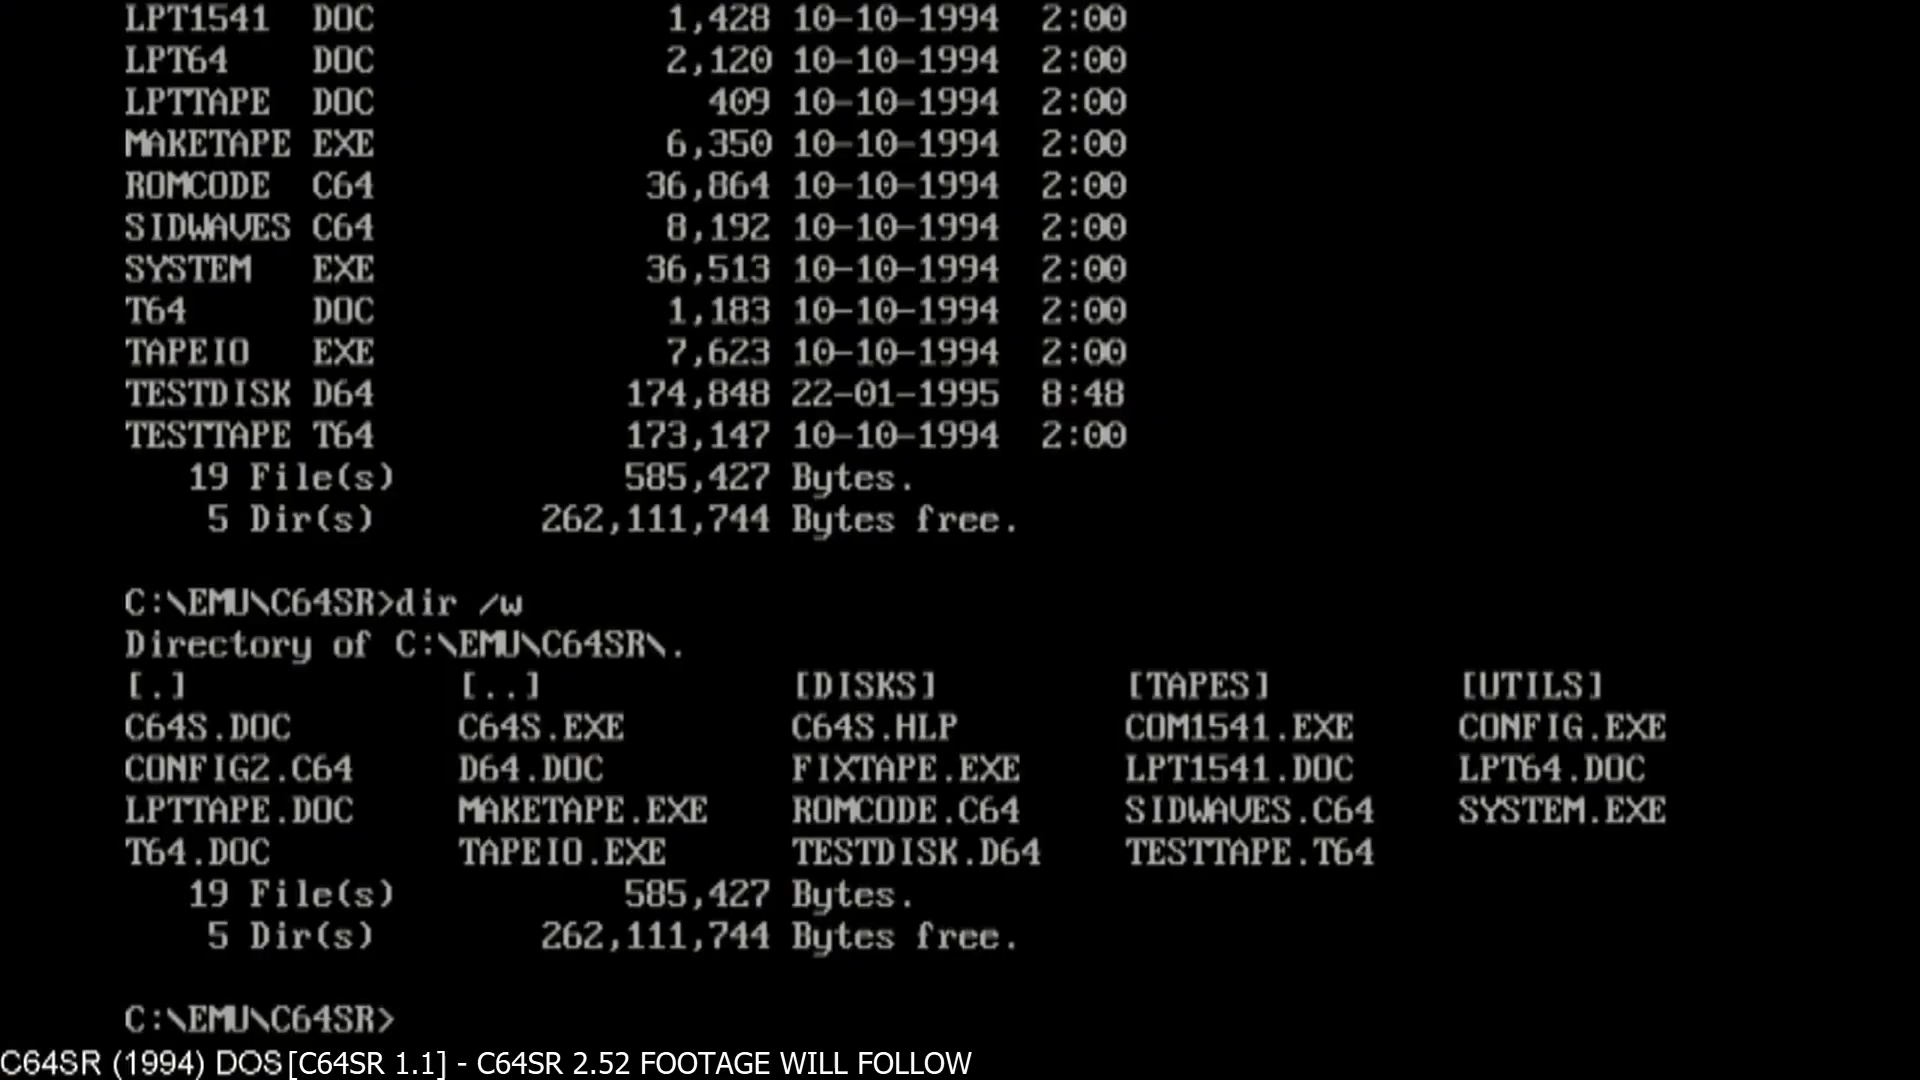 LPT1541  DOC             1,428 10-10-1994  2:00
LPT64    DOC             2,120 10-10-1994  2:00
LPTTAPE  DOC               409 10-10-1994  2:00
MAKETAPE EXE             6,350 10-10-1994  2:00
ROMCODE  C64            36,864 10-10-1994  2:00
SIDWAVES C64             8,192 10-10-1994  2:00
SYSTEM   EXE            36,513 10-10-1994  2:00
T64      DOC             1,183 10-10-1994  2:00
TAPEIO   EXE             7,623 10-10-1994  2:00
TESTDISK D64           174,848 22-01-1995  8:48
TESTTAPE T64           173,147 10-10-1994  2:00
19 File(s)           585,427 Bytes.
5 Dir(s)        262,111,744 Bytes free.
C:\EMU\C64SR>dir /w
Directory of C:\EMU\C64SR\.
[.]             [..]            [DISKS]         [TAPES]         [UTILS]
C64S.DOC        C64S.EXE        C64S.HLP        COM1541.EXE     CONFIG.EXE
CONFIG2.C64     D64.DOC         FIXTAPE.EXE     LPT1541.DOC     LPT64.DOC
LPTTAPE.DOC     MAKETAPE.EXE    ROMCODE.C64     SIDWAVES.C64    SYSTEM.EXE
T64.DOC         TAPEIO.EXE      TESTDISK.D64    TESTTAPE.T64
19 File(s)           585,427 Bytes.
5 Dir(s)        262,111,744 Bytes free.
C:\EMU\C64SR>
C64SR (1994) DOS [C64SR 1.1] - C64SR 2.52 FOOTAGE WILL FOLLOW